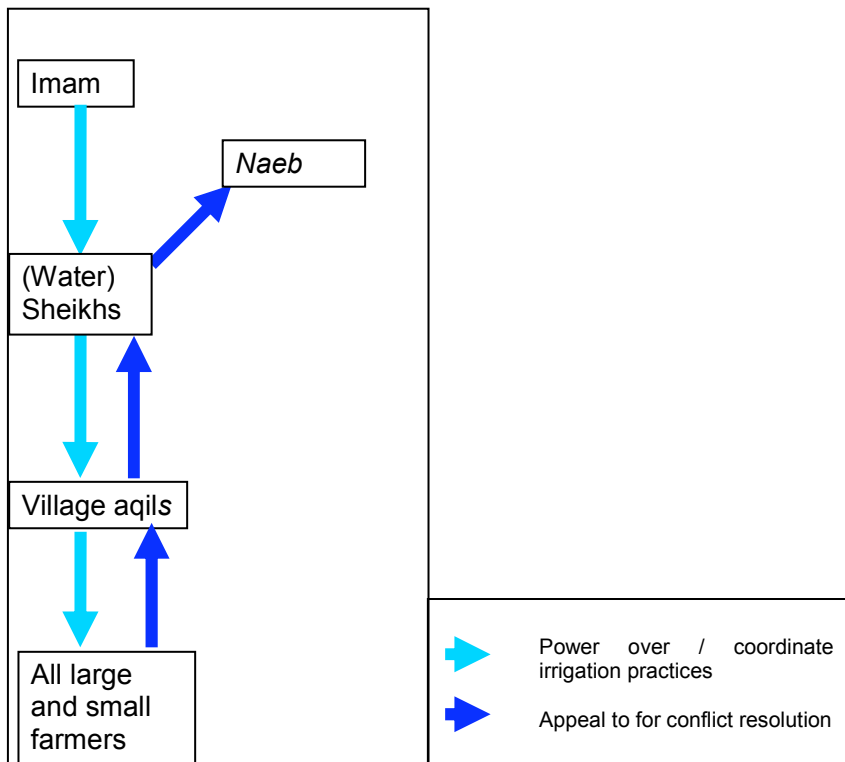 Imam
Naeb
(Water)
Sheikhs
Village aqils
All large
and small
farmers
Power over / coordinate
irrigation practices
Appeal to for conflict resolution